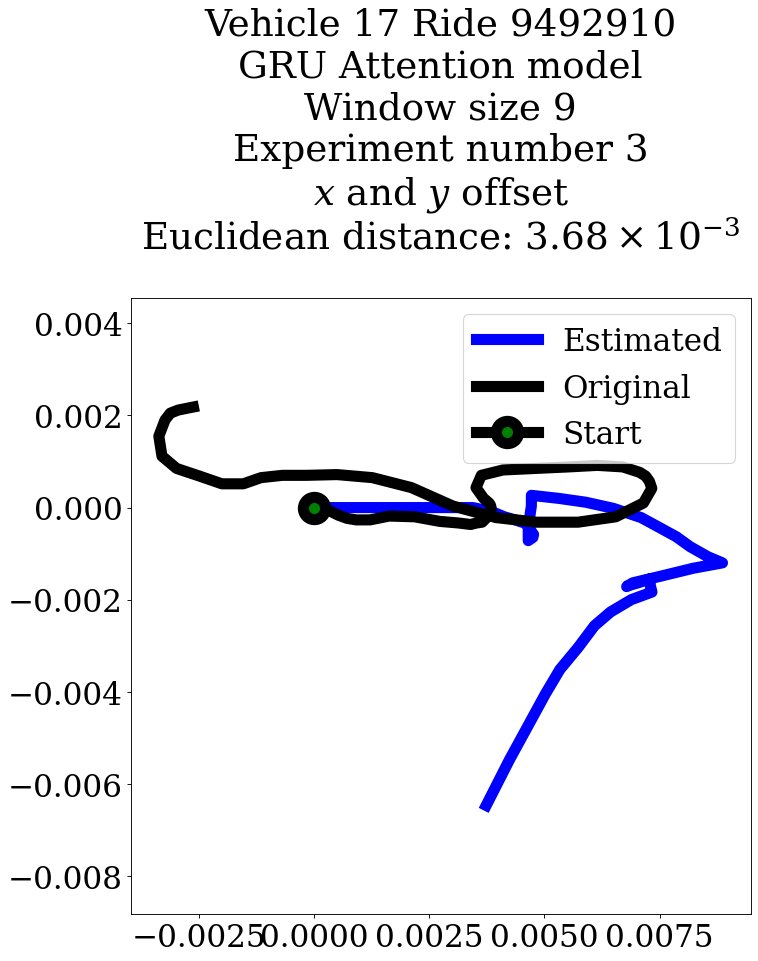 Vehicle 17 Ride 9492910
GRU Attention model
Window size 9
Experiment number 3
x and y offset
Euclidean distance: 3.68 × 10⁻³
Estimated
Original
Start
0.004
0.002
0.000
−0.002
−0.004
−0.006
−0.008
−0.0025 0.0000 0.0025 0.0050 0.0075